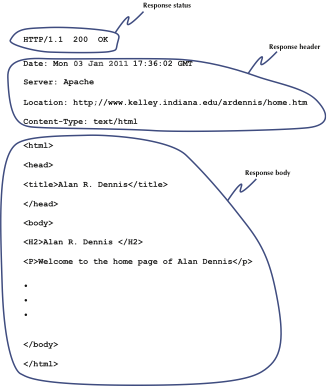 Response status
HTTP/1.1 200 OK
Response header
Date: Mon 03 Jan 2011 17:36:02 GMT
Server: Apache
Location: http;//www.kelley.indiana.edu/ardennis/home.htm
Content-Type: text/html
<html>
<head>
Response body
<title>Alan R. Dennis</title>
</head>
<body>
<H2>Alan R. Dennis </H2>
<P>Welcome to the home page of Alan Dennis</p>
•
•
•
</body>
</html>